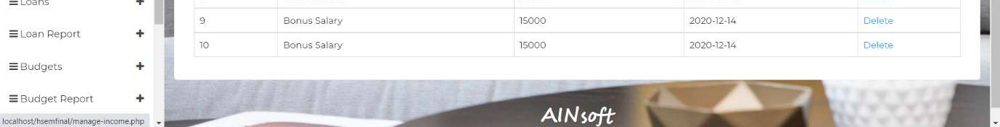 Loans
Loan Report
Budgets
Budget Report
localhost/hsemfinal/manage-income.php
9 Bonus Salary 15000 2020-12-14 Delete
10 Bonus Salary 15000 2020-12-14 Delete
AINsoft